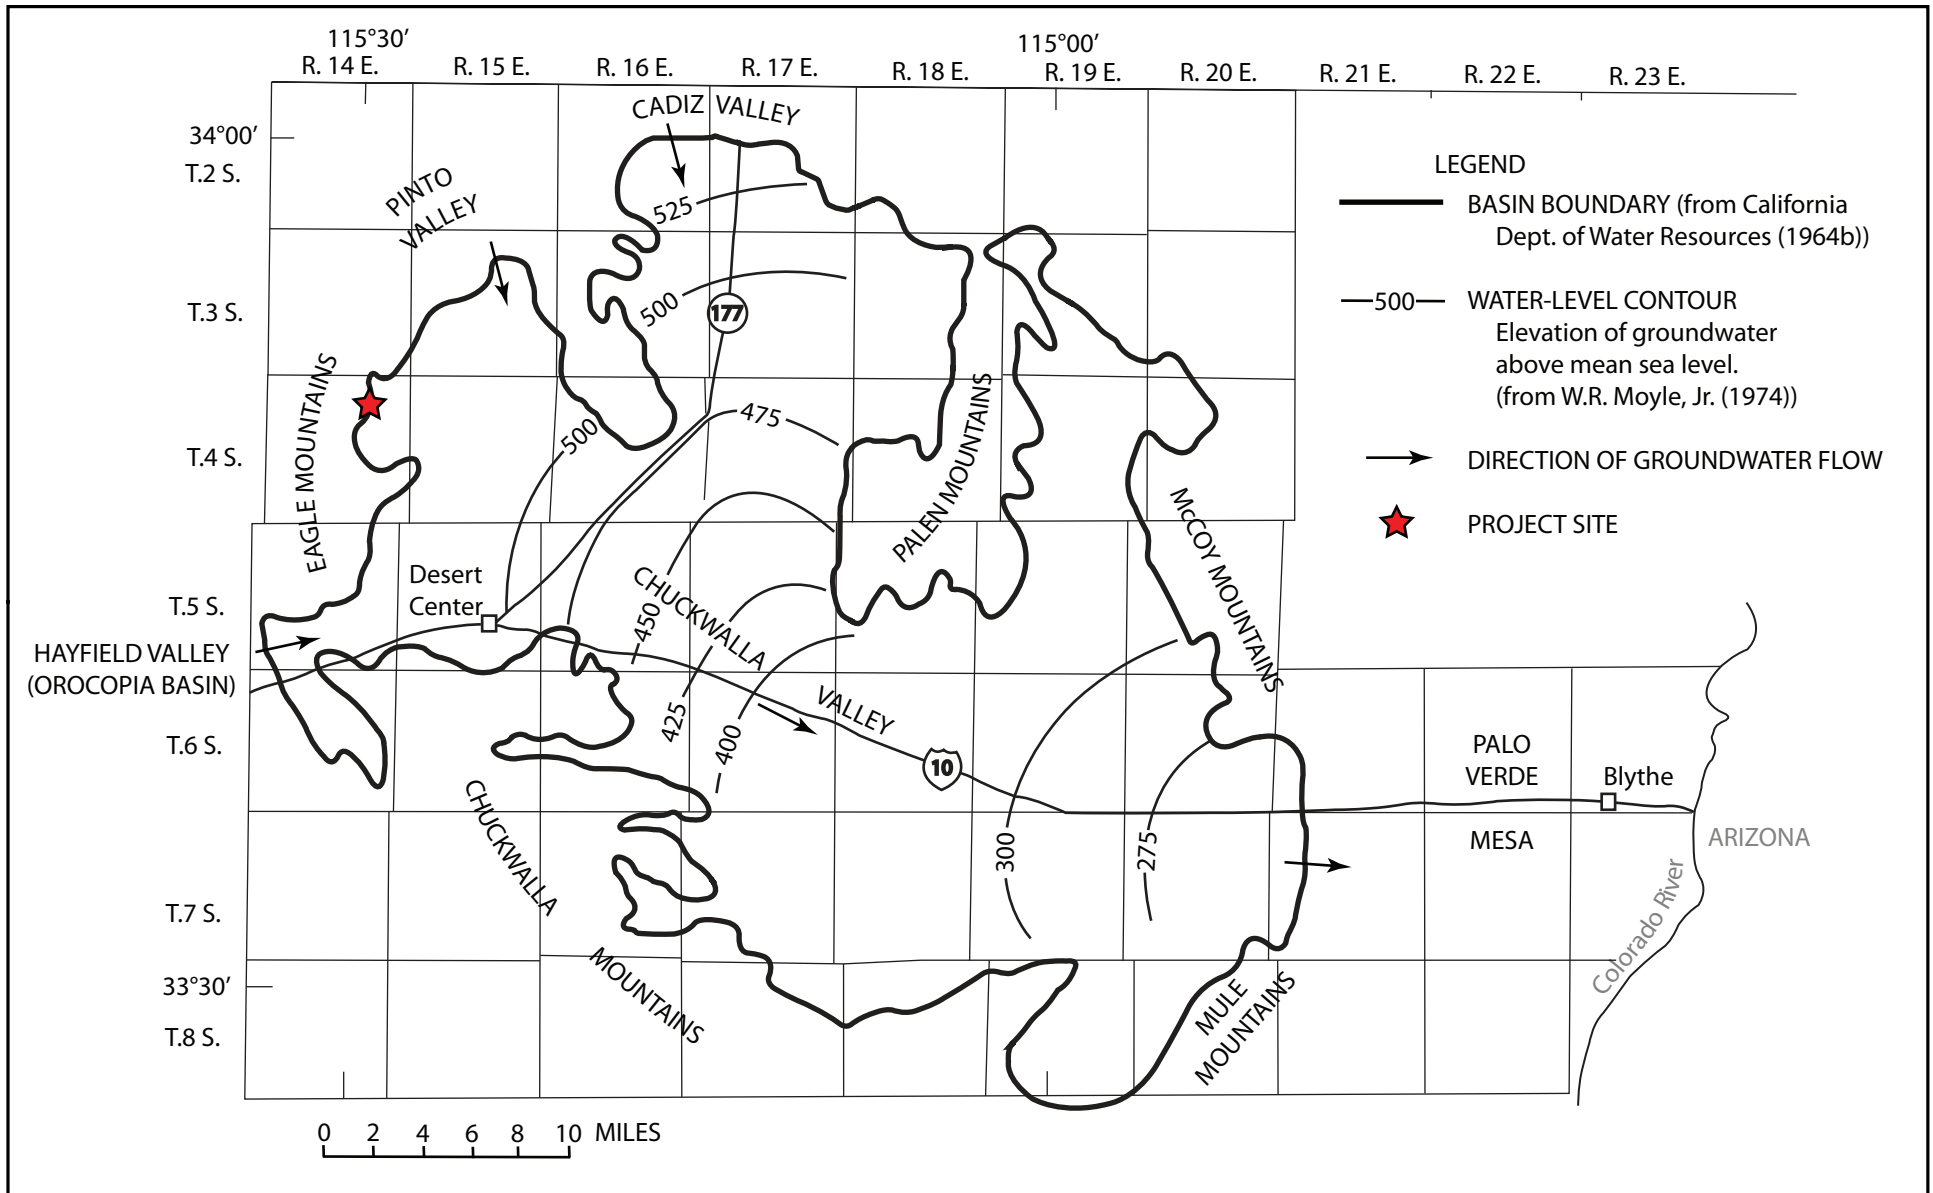 115°30’
115°00’
R. 14 E.
R. 15 E.
R. 16 E.
R. 17 E.
R. 18 E.
R. 19 E.
R. 20 E.
R. 21 E.
R. 22 E.
R. 23 E.
CADIZ VALLEY
34°00’
T.2 S.
PINTO
VALLEY
525
LEGEND
BASIN BOUNDARY (from California
Dept. of Water Resources (1964b))
T.3 S.
500
177
500
WATER-LEVEL CONTOUR
Elevation of groundwater
above mean sea level.
(from W.R. Moyle, Jr. (1974))
EAGLE MOUNTAINS
475
500
T.4 S.
PALEN MOUNTAINS
McCOY MOUNTAINS
DIRECTION OF GROUNDWATER FLOW
PROJECT SITE
Desert
Center
T.5 S.
CHUCKWALLA
VALLEY
450
HAYFIELD VALLEY
(OROCOPIA BASIN)
425
400
T.6 S.
10
PALO
VERDE
Blythe
MESA
ARIZONA
CHUCKWALLA
MOUNTAINS
300
275
T.7 S.
Colorado River
33°30’
MULE
MOUNTAINS
T.8 S.
0 2 4 6 8 10 MILES